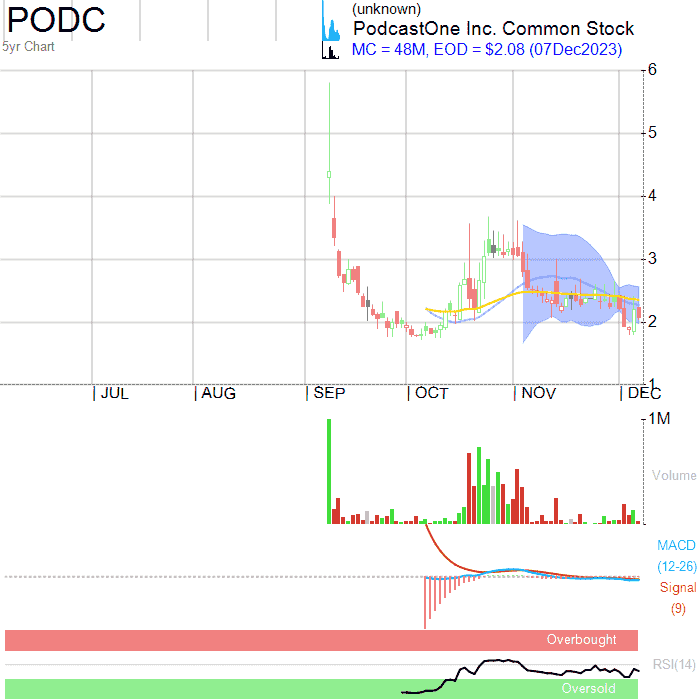 PODC
(unknown)
PodcastOne Inc. Common Stock
5yr Chart
MC = 48M, EOD = $2.08 (07Dec2023)
6
5
4
3
2
1
JUL
AUG
SEP
OCT
NOV
DEC
1M
Volume
MACD
(12-26)
Signal
(9)
Overbought
RSI(14)
Oversold